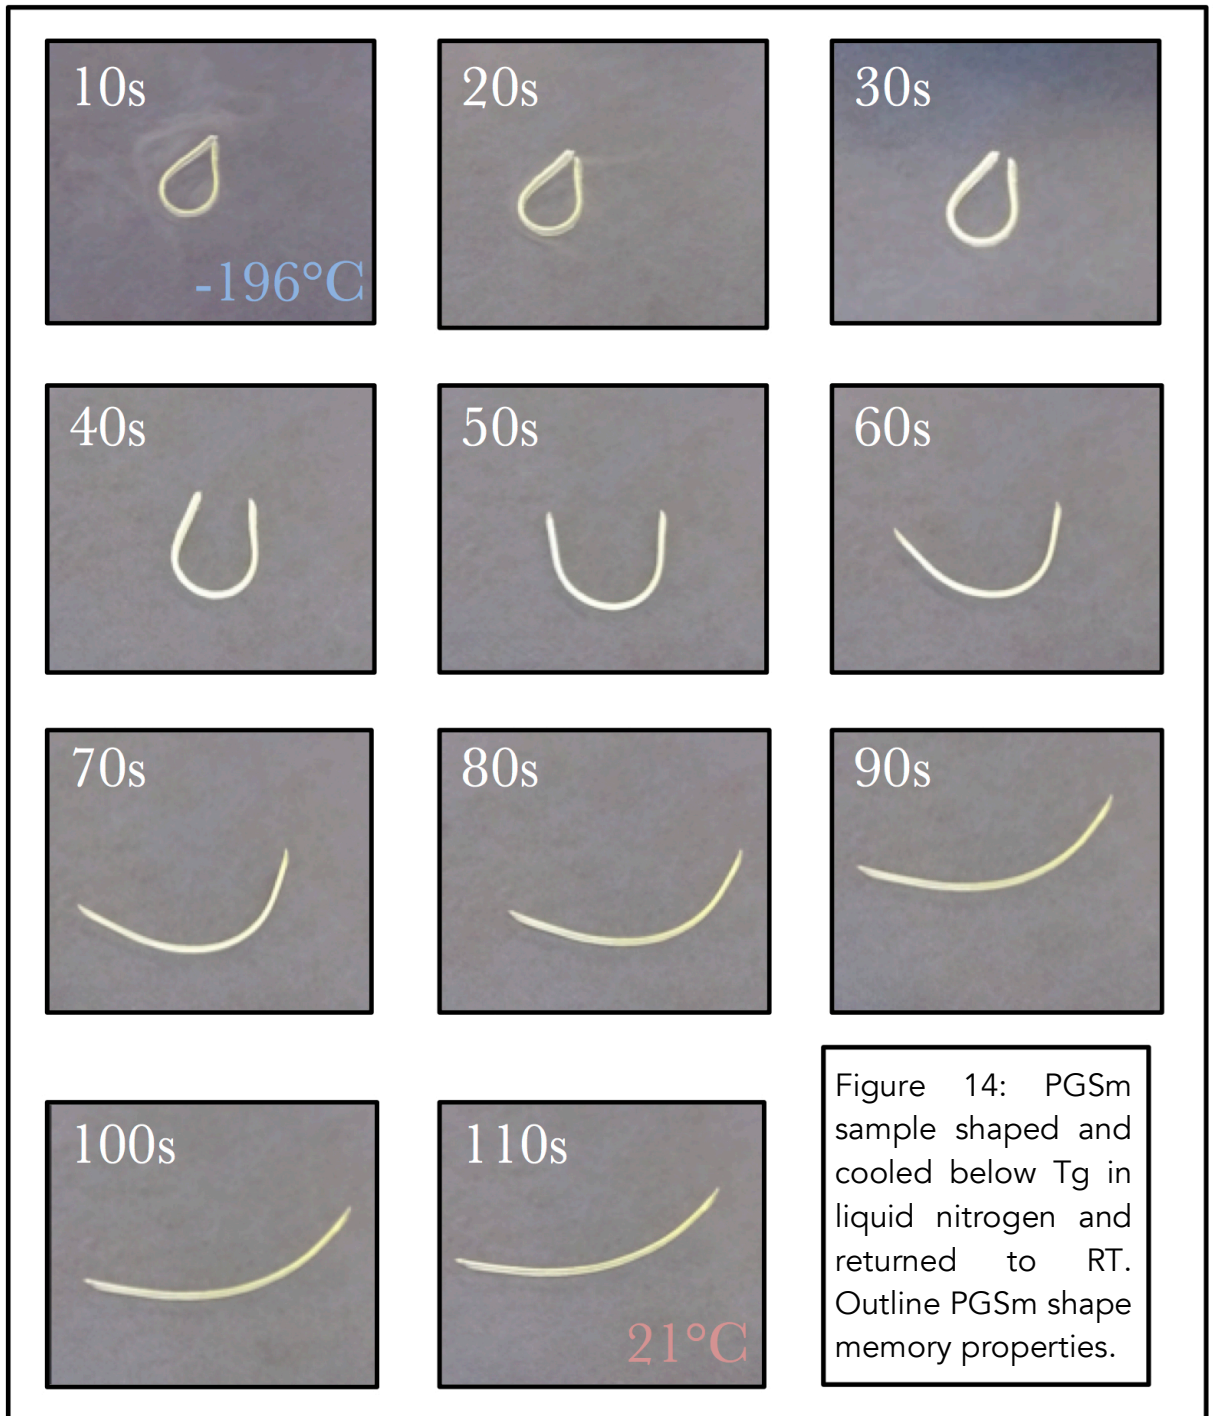 10s
-196°C
20s
30s
40s
50s
60s
70s
80s
90s
100s
110s
21°C
Figure 14: PGSm
sample shaped and
cooled below Tg in
liquid nitrogen and
returned to RT.
Outline PGSm shape
memory properties.